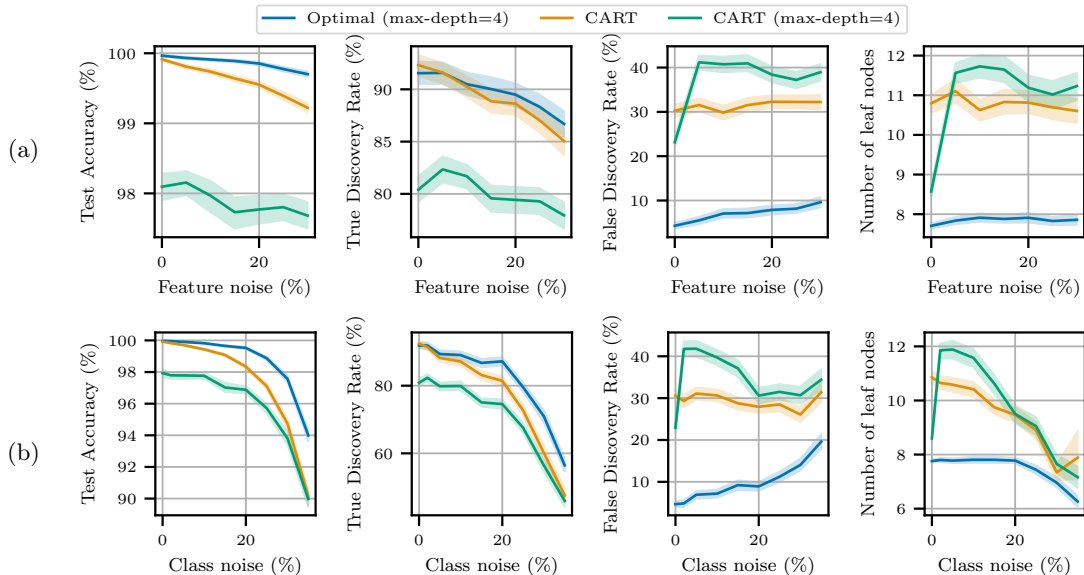 Optimal (max-depth=4) CART CART (max-depth=4)
(a)
Test Accuracy (%)
100
99
98
0 20
Feature noise (%)
True Discovery Rate (%)
90
85
80
0 20
Feature noise (%)
False Discovery Rate (%)
40
30
20
10
0 20
Feature noise (%)
Number of leaf nodes
12
11
10
9
8
0 20
Feature noise (%)
(b)
Test Accuracy (%)
100
98
96
94
92
90
0 20
Class noise (%)
True Discovery Rate (%)
80
60
0 20
Class noise (%)
False Discovery Rate (%)
40
30
20
10
0 20
Class noise (%)
Number of leaf nodes
12
10
8
6
0 20
Class noise (%)